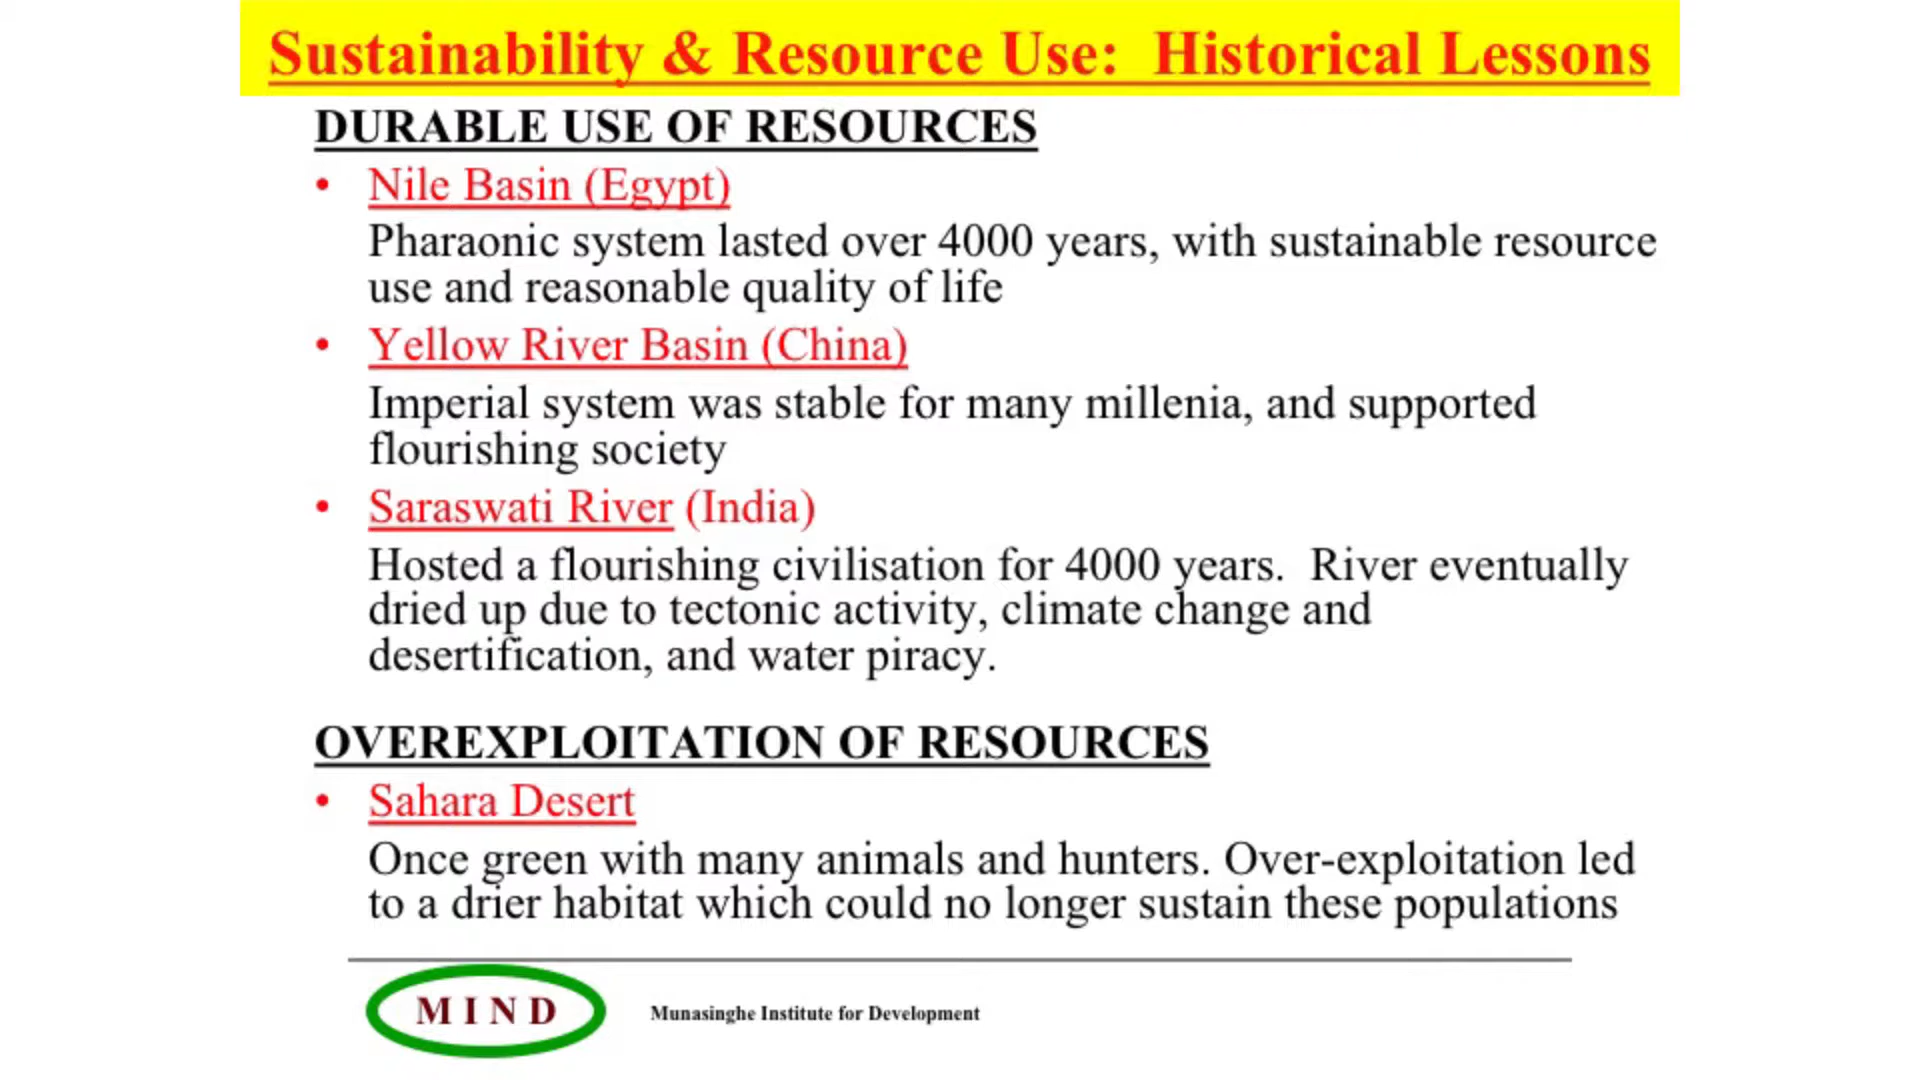 Sustainability & Resource Use:  Historical Lessons
DURABLE USE OF RESOURCES
• Nile Basin (Egypt)
Pharaonic system lasted over 4000 years, with sustainable resource
use and reasonable quality of life
• Yellow River Basin (China)
Imperial system was stable for many millenia, and supported
flourishing society
• Saraswati River (India)
Hosted a flourishing civilisation for 4000 years.  River eventually
dried up due to tectonic activity, climate change and
desertification, and water piracy.
OVEREXPLOITATION OF RESOURCES
• Sahara Desert
Once green with many animals and hunters. Over-exploitation led
to a drier habitat which could no longer sustain these populations
M I N D
Munasinghe Institute for Development